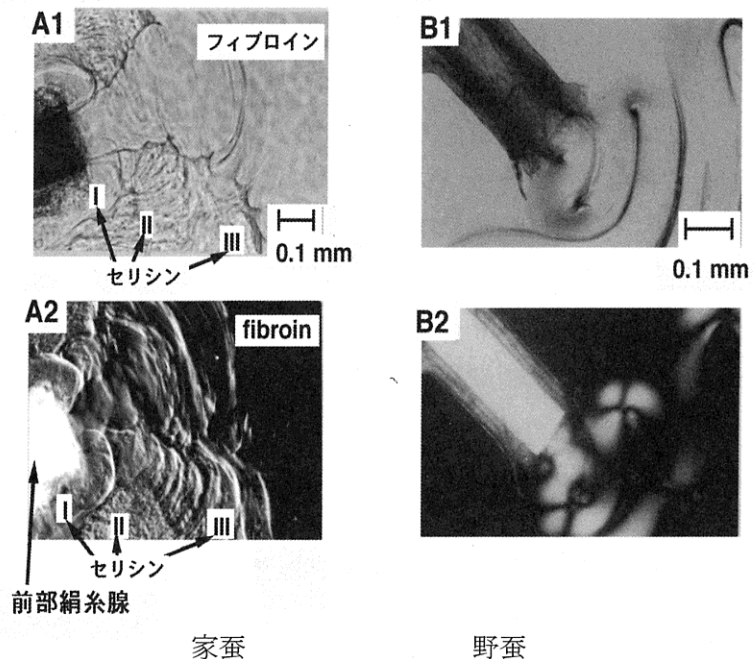 A1
フィブロイン
I
II
III
セリシン
0.1 mm
B1
0.1 mm
A2
fibroin
I
II
III
セリシン
前部絹糸腺
B2
家蚕
野蚕